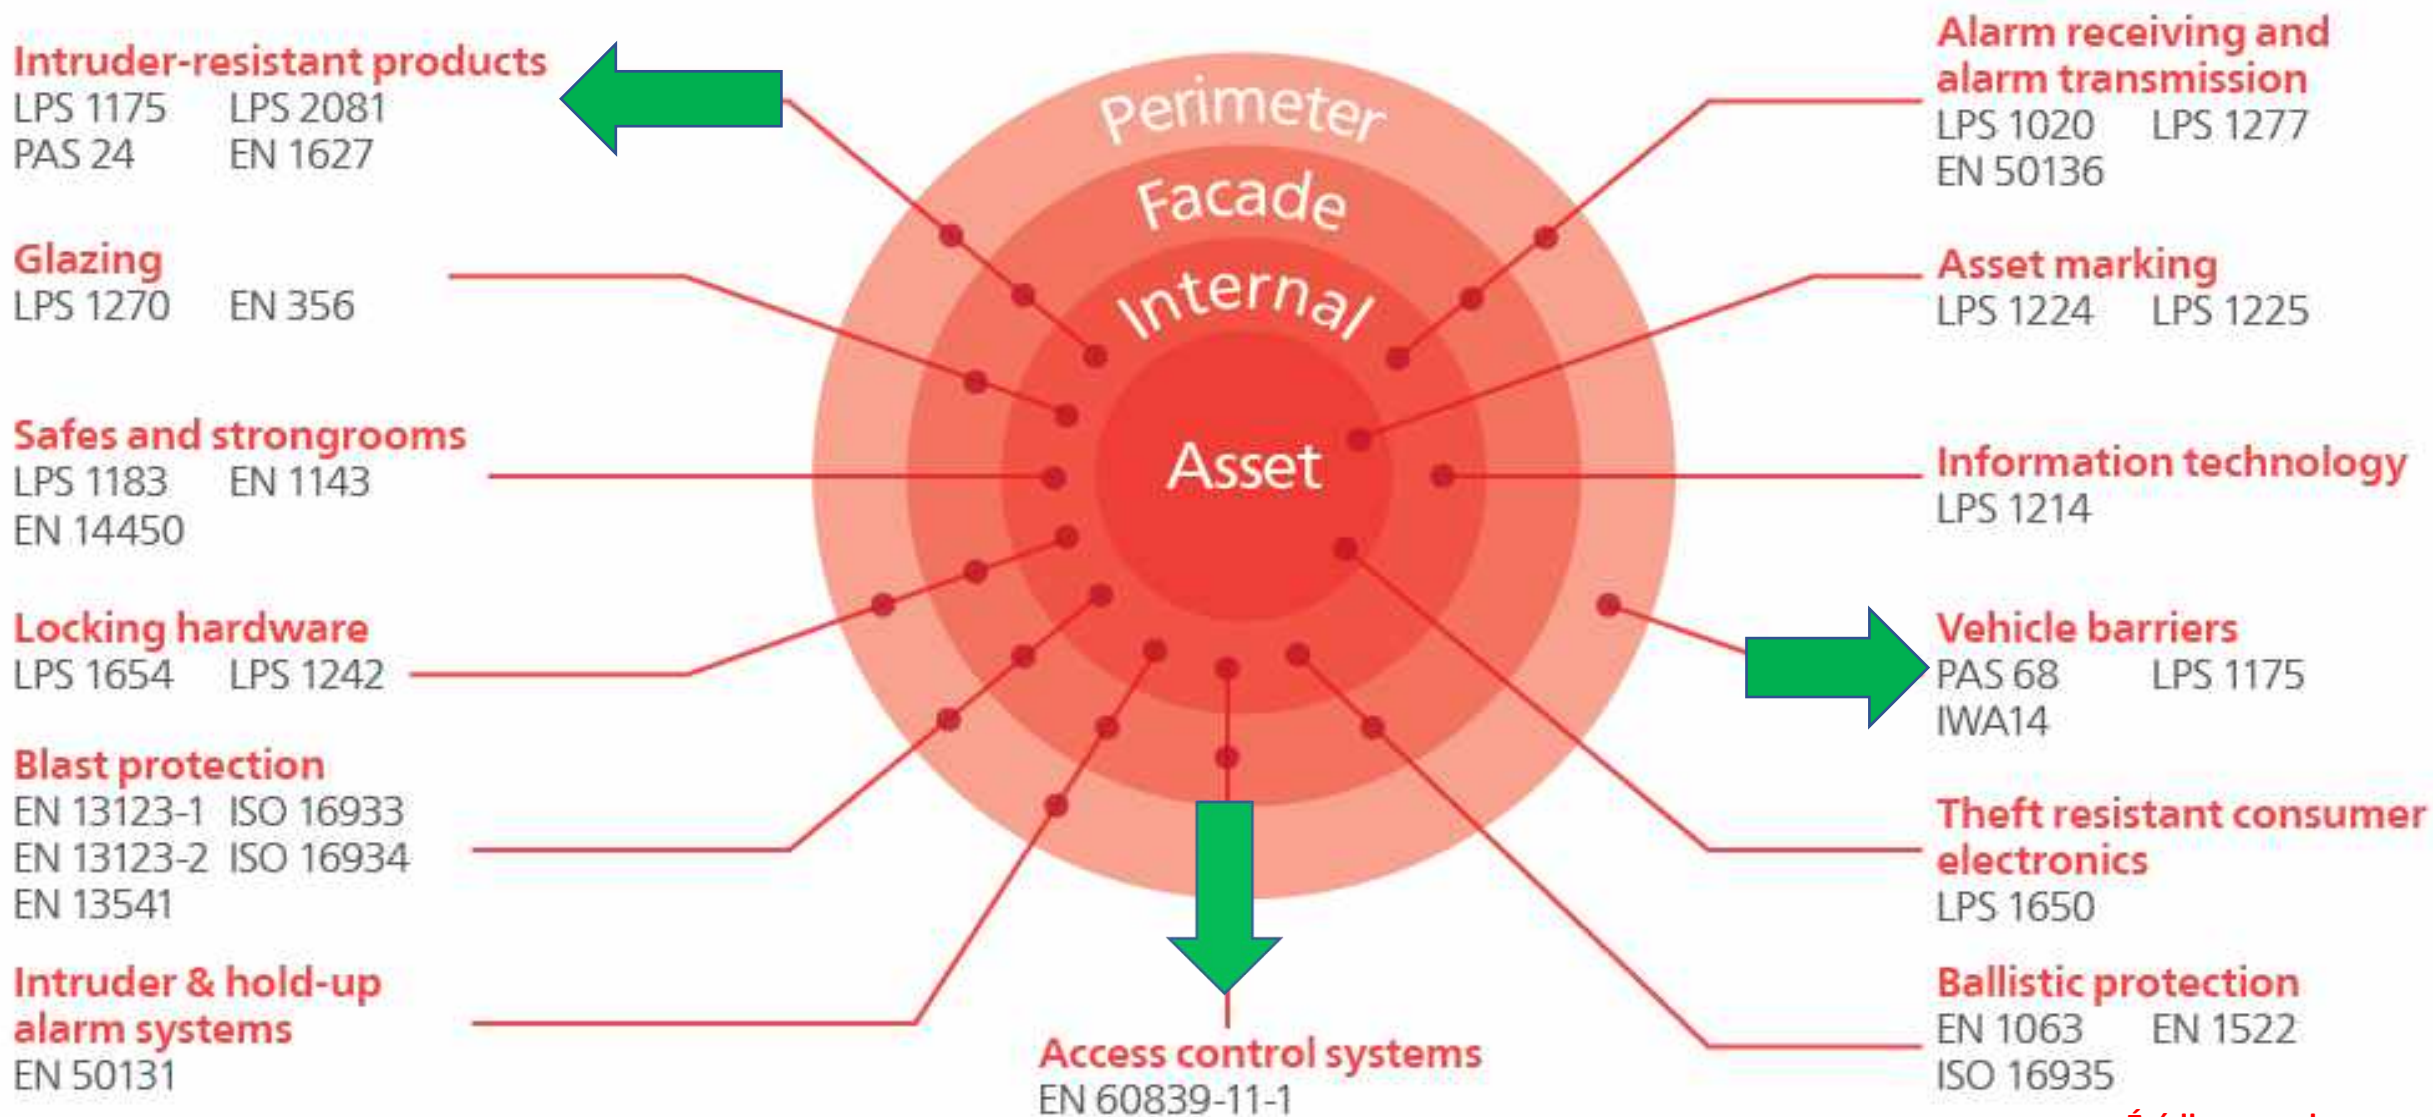 Intruder-resistant products
LPS 1175 LPS 2081
PAS 24 EN 1627
Glazing
LPS 1270 EN 356
Safes and strongrooms
LPS 1183 EN 1143
EN 14450
Locking hardware
LPS 1654 LPS 1242
Blast protection
EN 13123-1 ISO 16933
EN 13123-2 ISO 16934
EN 13541
Intruder & hold-up
alarm systems
EN 50131
Perimeter
Facade
Internal
Asset
Access control systems
EN 60839-11-1
Alarm receiving and
alarm transmission
LPS 1020 LPS 1277
EN 50136
Asset marking
LPS 1224 LPS 1225
Information technology
LPS 1214
Vehicle barriers
PAS 68 LPS 1175
IWA14
Theft resistant consumer
electronics
LPS 1650
Ballistic protection
EN 1063 EN 1522
ISO 16935